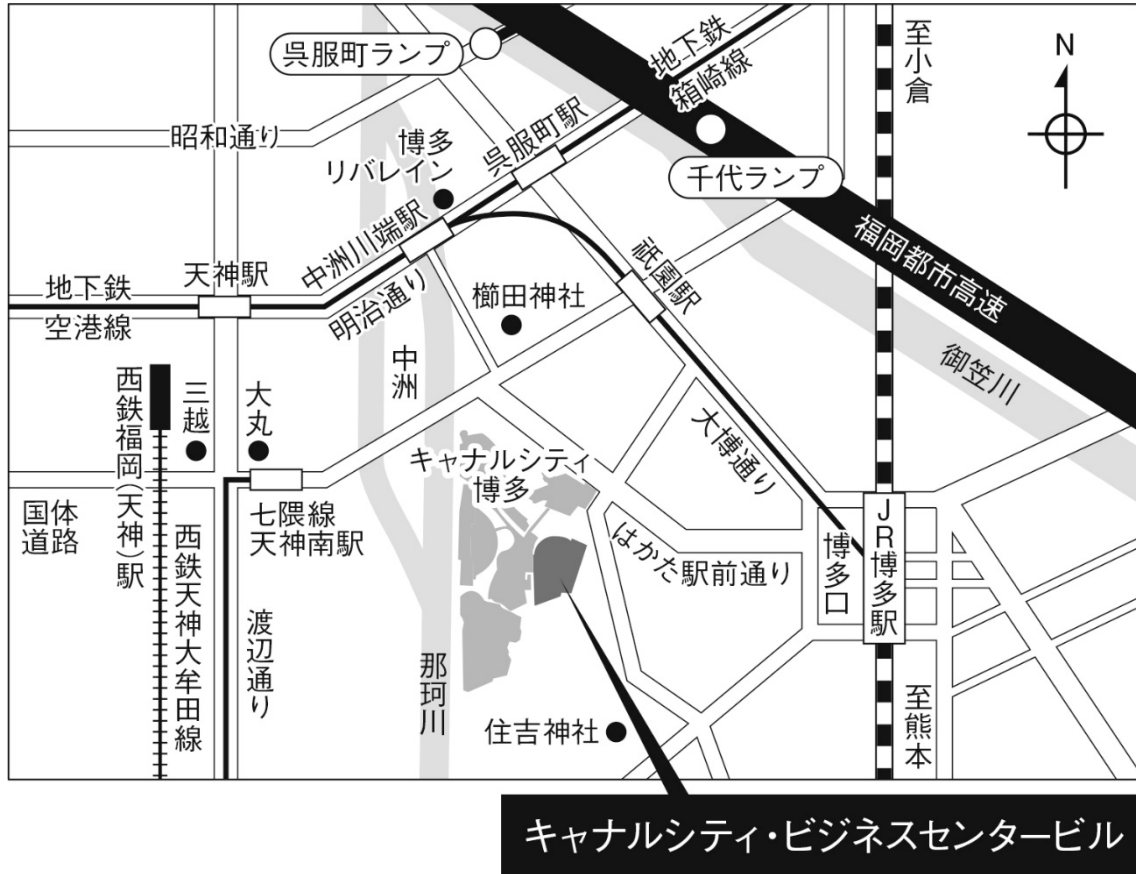 呉服町ランプ
地下鉄
箱崎線
至小倉
N
昭和通り
博多
リバレイン
呉服町駅
千代ランプ
中洲川端駅
明治通り
祇園駅
福岡都市高速
地下鉄
空港線
天神駅
櫛田神社
御笠川
中洲
西鉄福岡(天神)駅
三越
大丸
キャナルシティ
博多
大博通り
国体
道路
七隈線
天神南駅
はかた駅前通り
博多口
JR博多駅
西鉄天神大牟田線
渡辺通り
那珂川
住吉神社
至熊本
キャナルシティ・ビジネスセンタービル